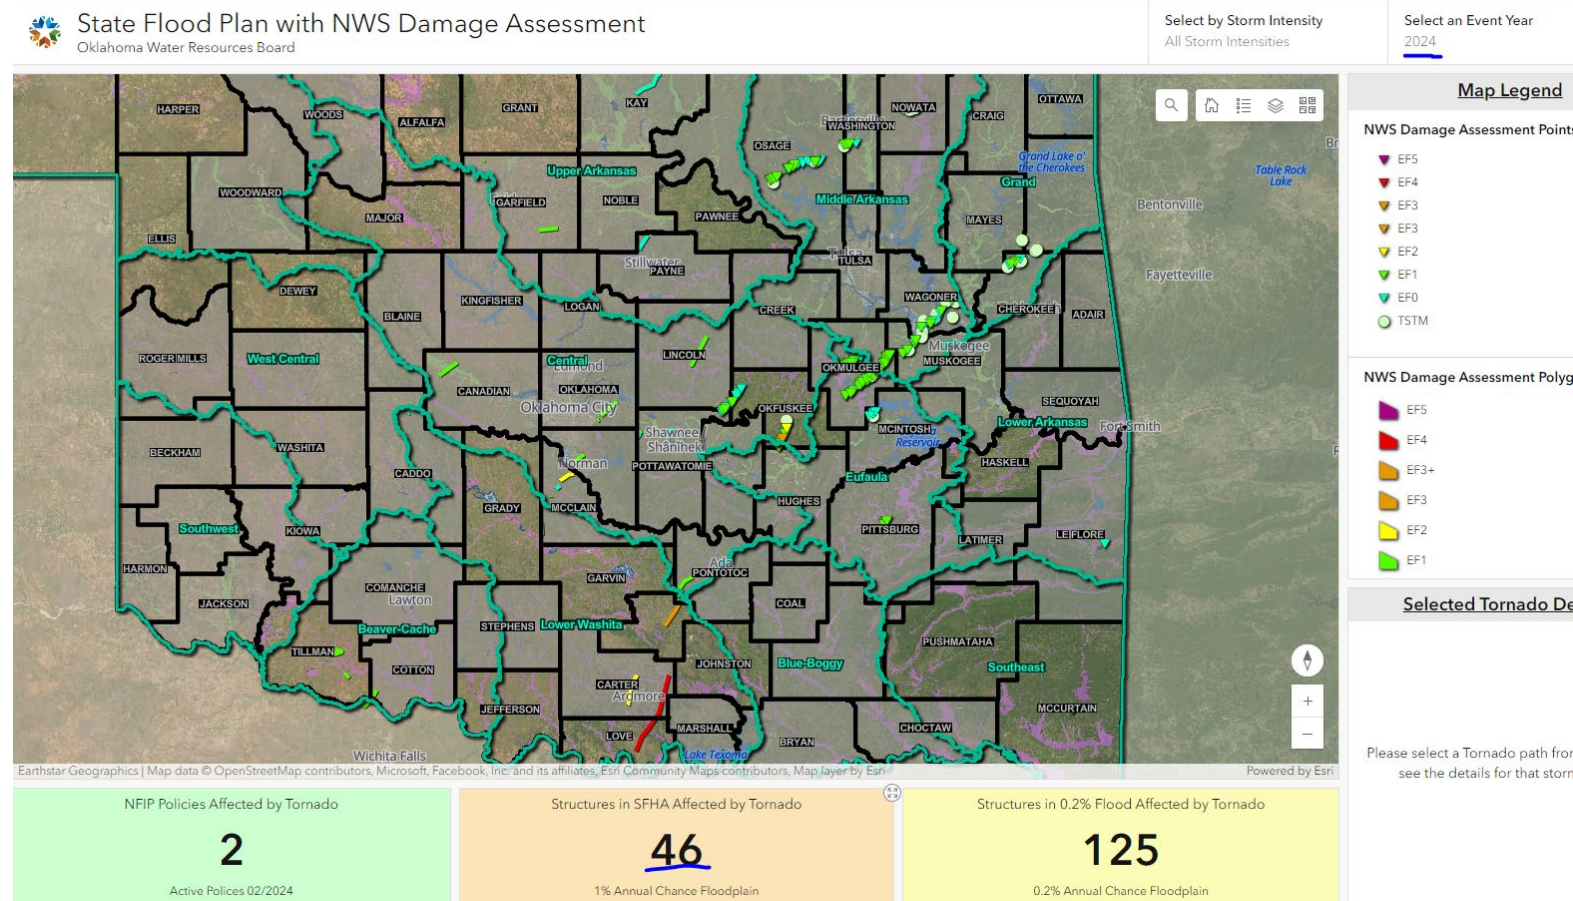 State Flood Plan with NWS Damage Assessment
Oklahoma Water Resources Board
Select by Storm Intensity
All Storm Intensities
Select an Event Year
2024
HARPER
WOODS
ALFALFA
GRANT
KAY
NOWATA
WASHINGTON
CRAIG
OTTAWA
OSAGE
Upper Arkansas
Grand Lake o'
the Cherokees
Grand
Table Rock
Lake
WOODWARD
GARFIELD
NOBLE
Middle Arkansas
Bentonville
MAJOR
PAWNEE
MAYES
ELLIS
Stillwater
PAYNE
Tulsa
TULSA
Fayetteville
DEWEY
KINGFISHER
LOGAN
CREEK
WAGONER
CHEROKEE
ADAIR
BLAINE
ROGER MILLS
West Central
Central
Edmond
LINCOLN
OKMULGEE
Muskogee
MUSKOGEE
CANADIAN
OKLAHOMA
Oklahoma City
OKFUSKEE
SEQUOYAH
Shawnee
Sháńihek
MCINTOSH
Reservoir
Lower Arkansas
Fort Smith
BECKHAM
WASHITA
CADDO
Norman
POTTAWATOMIE
HASKELL
Eufaula
GRADY
MCCLAIN
HUGHES
Southwest
KIOWA
PITTSBURG
LATIMER
LE FLORE
HARMON
Ada
PONTOTOC
GARVIN
COMANCHE
Lawton
JACKSON
COAL
Beaver-Cache
STEPHENS
Lower Washita
PUSHMATAHA
TILLMAN
COTTON
JOHNSTON
Blue-Boggy
Southeast
CARTER
Ardmore
JEFFERSON
MCCURTAIN
LOVE
MARSHALL
CHOCTAW
BRYAN
Wichita Falls
Lake Texoma
Earthstar Geographics | Map data © OpenStreetMap contributors, Microsoft, Facebook, Inc. and its affiliates, Esri Community Maps contributors, Map layer by Esri
Powered by Esri
Map Legend
NWS Damage Assessment Points
EF5
EF4
EF3
EF3
EF2
EF1
EF0
TSTM
NWS Damage Assessment Polyg
EF5
EF4
EF3+
EF3
EF2
EF1
Selected Tornado De
Please select a Tornado path fro
see the details for that storm
NFIP Policies Affected by Tornado
2
Active Polices 02/2024
Structures in SFHA Affected by Tornado
46
1% Annual Chance Floodplain
Structures in 0.2% Flood Affected by Tornado
125
0.2% Annual Chance Floodplain